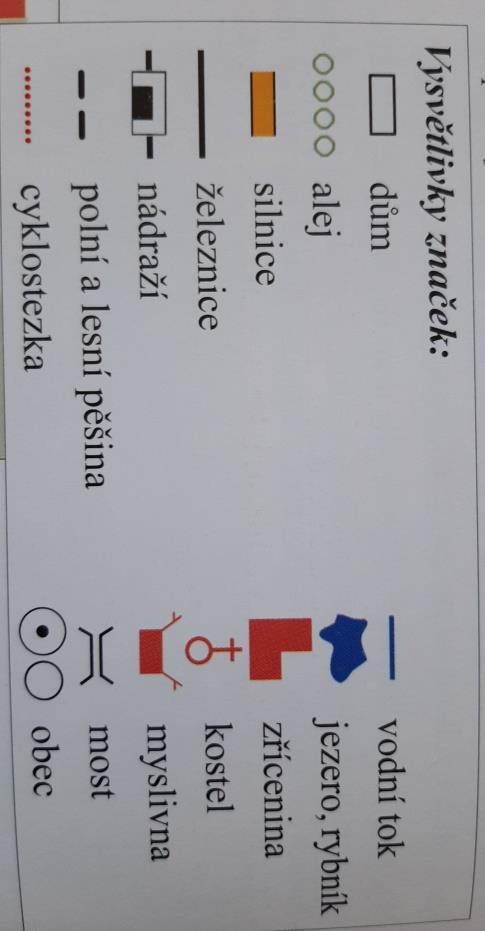 Vysvětlivky značek:
dům
alej
silnice
železnice
nádraží
polní a lesní pěšina
cyklostezka
vodní tok
jezero, rybník
zřícenina
kostel
myslivna
most
obec